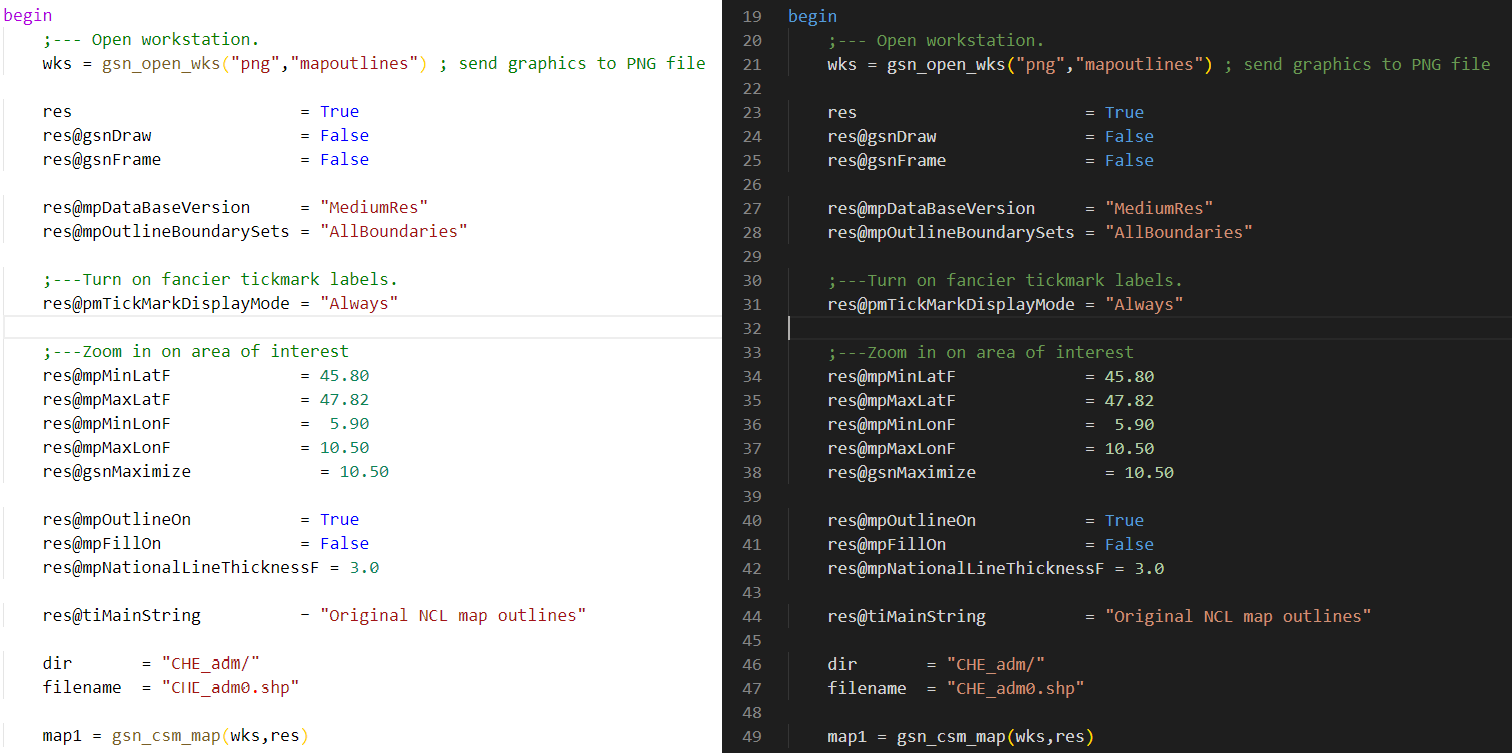 begin
    ;--- Open workstation.
    wks = gsn_open_wks("png","mapoutlines") ; send graphics to PNG file
    res                       = True
    res@gsnDraw               = False
    res@gsnFrame              = False
    res@mpDataBaseVersion     = "MediumRes"
    res@mpOutlineBoundarySets = "AllBoundaries"
    ;---Turn on fancier tickmark labels.
    res@pmTickMarkDisplayMode = "Always"
    ;---Zoom in on area of interest
    res@mpMinLatF             = 45.80
    res@mpMaxLatF             = 47.82
    res@mpMinLonF             =  5.90
    res@mpMaxLonF             = 10.50
    res@gsnMaximize             = 10.50
    res@mpOutlineOn           = True
    res@mpFillOn              = False
    res@mpNationalLineThicknessF = 3.0
    res@tiMainString          = "Original NCL map outlines"
    dir       = "CHE_adm/"
    filename  = "CHE_adm0.shp"
    map1 = gsn_csm_map(wks,res)
19  begin
20      ;--- Open workstation.
21      wks = gsn_open_wks("png","mapoutlines") ; send graphics to PNG file
22
23      res                       = True
24      res@gsnDraw               = False
25      res@gsnFrame              = False
26
27      res@mpDataBaseVersion     = "MediumRes"
28      res@mpOutlineBoundarySets = "AllBoundaries"
29
30      ;---Turn on fancier tickmark labels.
31      res@pmTickMarkDisplayMode = "Always"
32
33      ;---Zoom in on area of interest
34      res@mpMinLatF             = 45.80
35      res@mpMaxLatF             = 47.82
36      res@mpMinLonF             =  5.90
37      res@mpMaxLonF             = 10.50
38      res@gsnMaximize             = 10.50
39
40      res@mpOutlineOn           = True
41      res@mpFillOn              = False
42      res@mpNationalLineThicknessF = 3.0
43
44      res@tiMainString          = "Original NCL map outlines"
45
46      dir       = "CHE_adm/"
47      filename  = "CHE_adm0.shp"
48
49      map1 = gsn_csm_map(wks,res)